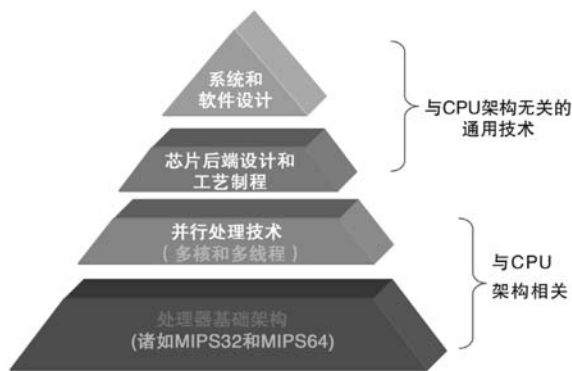 系统和
软件设计
与CPU架构无关的
通用技术
芯片后端设计和
工艺制程
并行处理技术
（多核和多线程）
与CPU
架构相关
处理器基础架构
(诸如MIPS32和MIPS64)